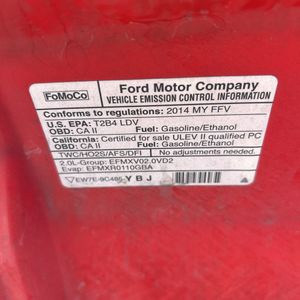 FoMoCo
Ford Motor Company
VEHICLE EMISSION CONTROL INFORMATION
Conforms to regulations: 2014 MY FFV
U.S. EPA: T2B4 LDV
OBD: CA II Fuel: Gasoline/Ethanol
California: Certified for sale ULEV II qualified PC
OBD: CA II Fuel: Gasoline/Ethanol
TWC/HO2S/AFS/DFI No adjustments needed.
2.0L-Group: EFMXV02.0VD2
Evap: EFMXR0110GBA
EW7E-9C485- Y B J